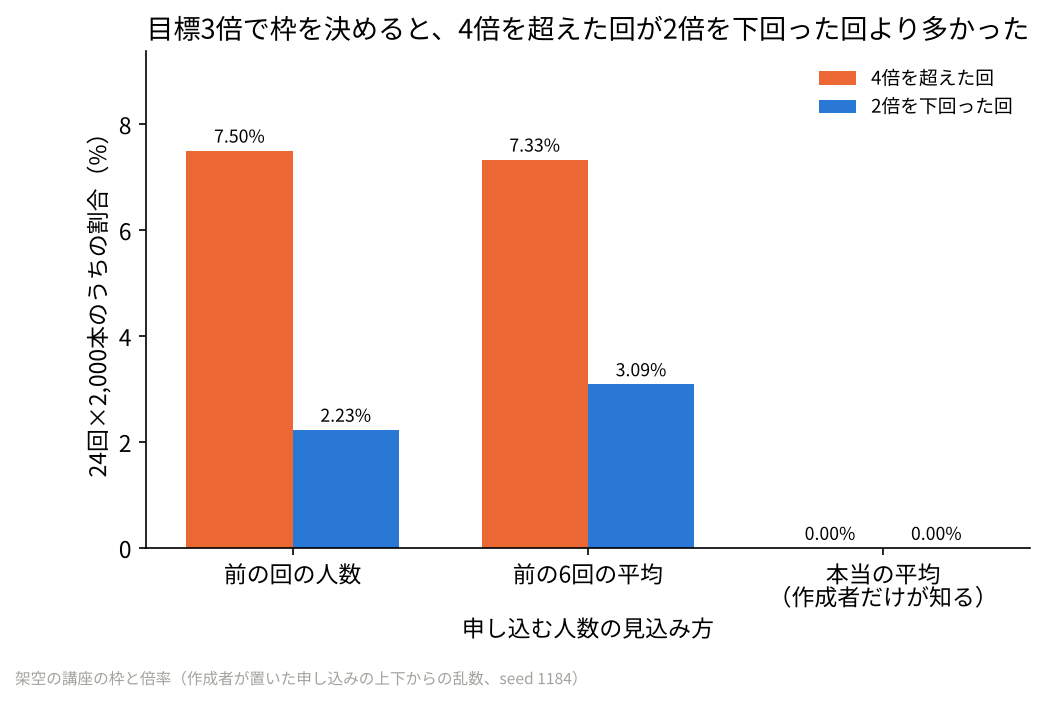 目標3倍で枠を決めると、4倍を超えた回が2倍を下回った回より多かった
4倍を超えた回
2倍を下回った回
24回×2,000本のうちの割合（%）
8
6
4
2
0
7.50%
2.23%
7.33%
3.09%
0.00%
0.00%
前の回の人数
前の6回の平均
本当の平均
（作成者だけが知る）
申し込む人数の見込み方
架空の講座の枠と倍率（作成者が置いた申し込みの上下からの乱数、seed 1184）